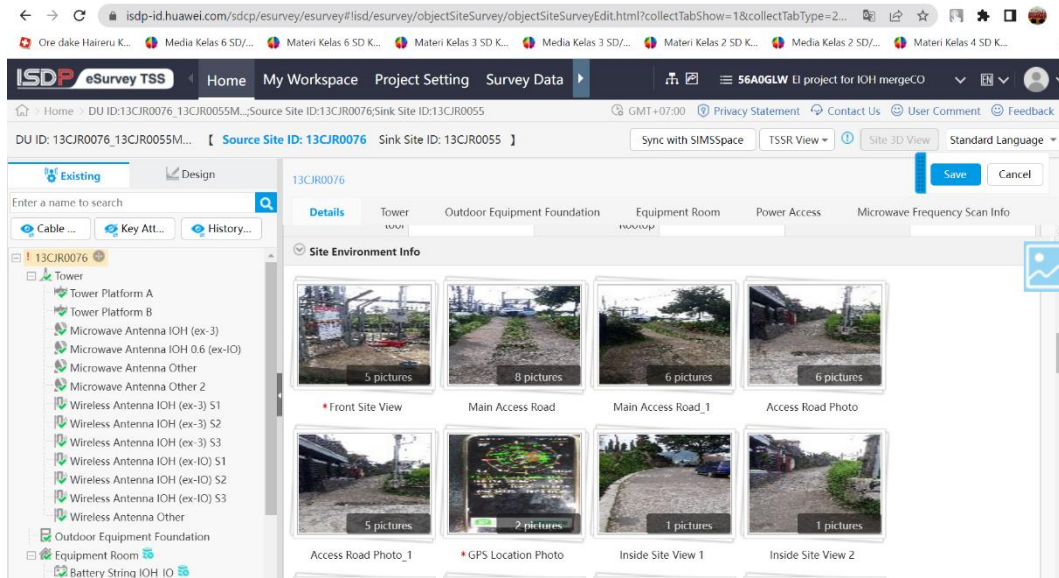 isdp-id.huawei.com/sdcp/esurvey/esurvey#!lisd/esurvey/objectSiteSurvey/objectSiteSurveyEdit.html?collectTabShow=1&collectTabType=2...
Ore dake Haireru K... Media Kelas 6 SD/... Materi Kelas 6 SD K... Materi Kelas 3 SD K... Media Kelas 3 SD/... Materi Kelas 2 SD K... Media Kelas 2 SD/... Materi Kelas 4 SD K...
ISDP eSurvey TSS Home My Workspace Project Setting Survey Data 56A0GLW EI project for IOH mergeCO EN
Home > DU ID:13CJR0076_13CJR0055M...;Source Site ID:13CJR0076;Sink Site ID:13CJR0055 GMT+07:00 Privacy Statement Contact Us User Comment Feedback
DU ID: 13CJR0076_13CJR0055M... 【 Source Site ID: 13CJR0076 Sink Site ID: 13CJR0055 】 Sync with SIMSSpace TSSR View Site 3D View Standard Language
Existing Design
Enter a name to search
Cable ... Key Att... History...
! 13CJR0076
Tower
Tower Platform A
Tower Platform B
Microwave Antenna IOH (ex-3)
Microwave Antenna IOH 0.6 (ex-IO)
Microwave Antenna Other
Microwave Antenna Other 2
Wireless Antenna IOH (ex-3) S1
Wireless Antenna IOH (ex-3) S2
Wireless Antenna IOH (ex-3) S3
Wireless Antenna IOH (ex-IO) S1
Wireless Antenna IOH (ex-IO) S2
Wireless Antenna IOH (ex-IO) S3
Wireless Antenna Other
Outdoor Equipment Foundation
Equipment Room
Battery String IOH IO
13CJR0076
Save Cancel
Details Tower Outdoor Equipment Foundation Equipment Room Power Access Microwave Frequency Scan Info
Site Environment Info
5 pictures 8 pictures 6 pictures 6 pictures
*Front Site View Main Access Road Main Access Road_1 Access Road Photo
5 pictures 2 pictures 1 pictures 1 pictures
Access Road Photo_1 *GPS Location Photo Inside Site View 1 Inside Site View 2